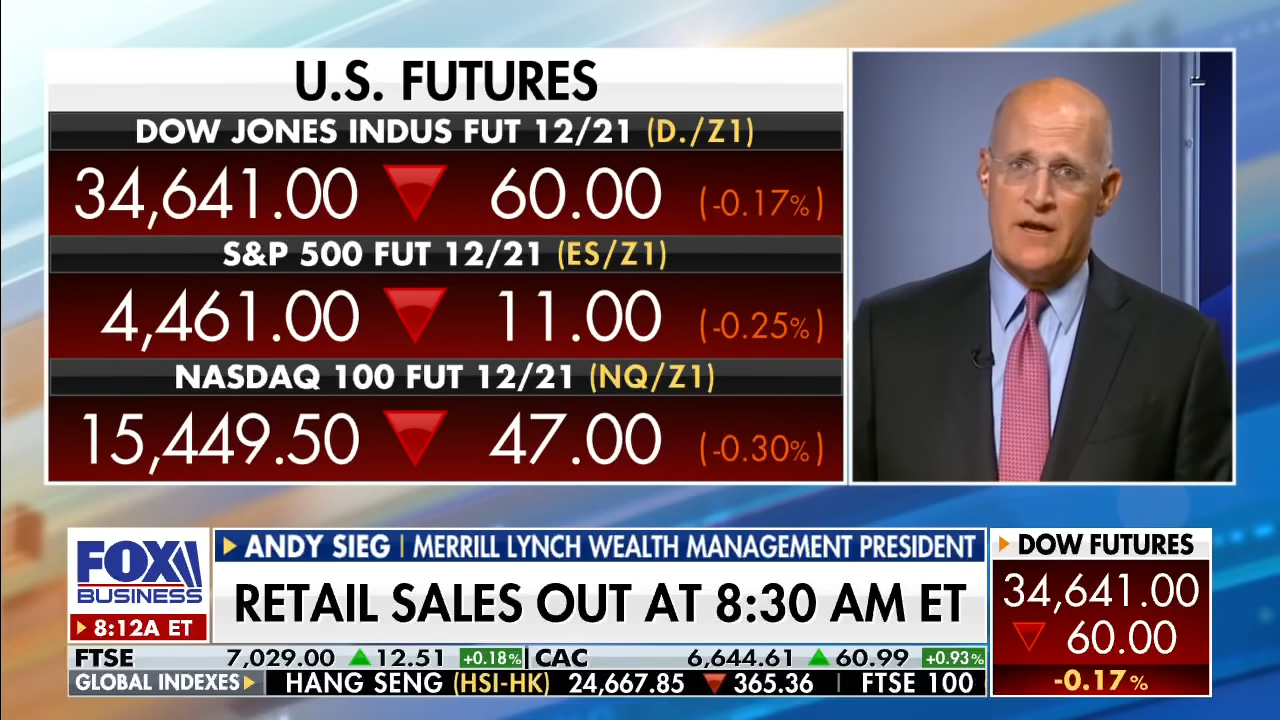 U.S. FUTURES
DOW JONES INDUS FUT 12/21 (D./Z1)
34,641.00 ▼ 60.00 (-0.17%)
S&P 500 FUT 12/21 (ES/Z1)
4,461.00 ▼ 11.00 (-0.25%)
NASDAQ 100 FUT 12/21 (NQ/Z1)
15,449.50 ▼ 47.00 (-0.30%)
FOX
BUSINESS
8:12A ET
ANDY SIEG | MERRILL LYNCH WEALTH MANAGEMENT PRESIDENT
RETAIL SALES OUT AT 8:30 AM ET
DOW FUTURES
34,641.00
▼ 60.00
-0.17%
FTSE 7,029.00 ▲ 12.51 +0.18% | CAC 6,644.61 ▲ 60.99 +0.93%
GLOBAL INDEXES HANG SENG (HSI-HK) 24,667.85 ▼ 365.36 | FTSE 100